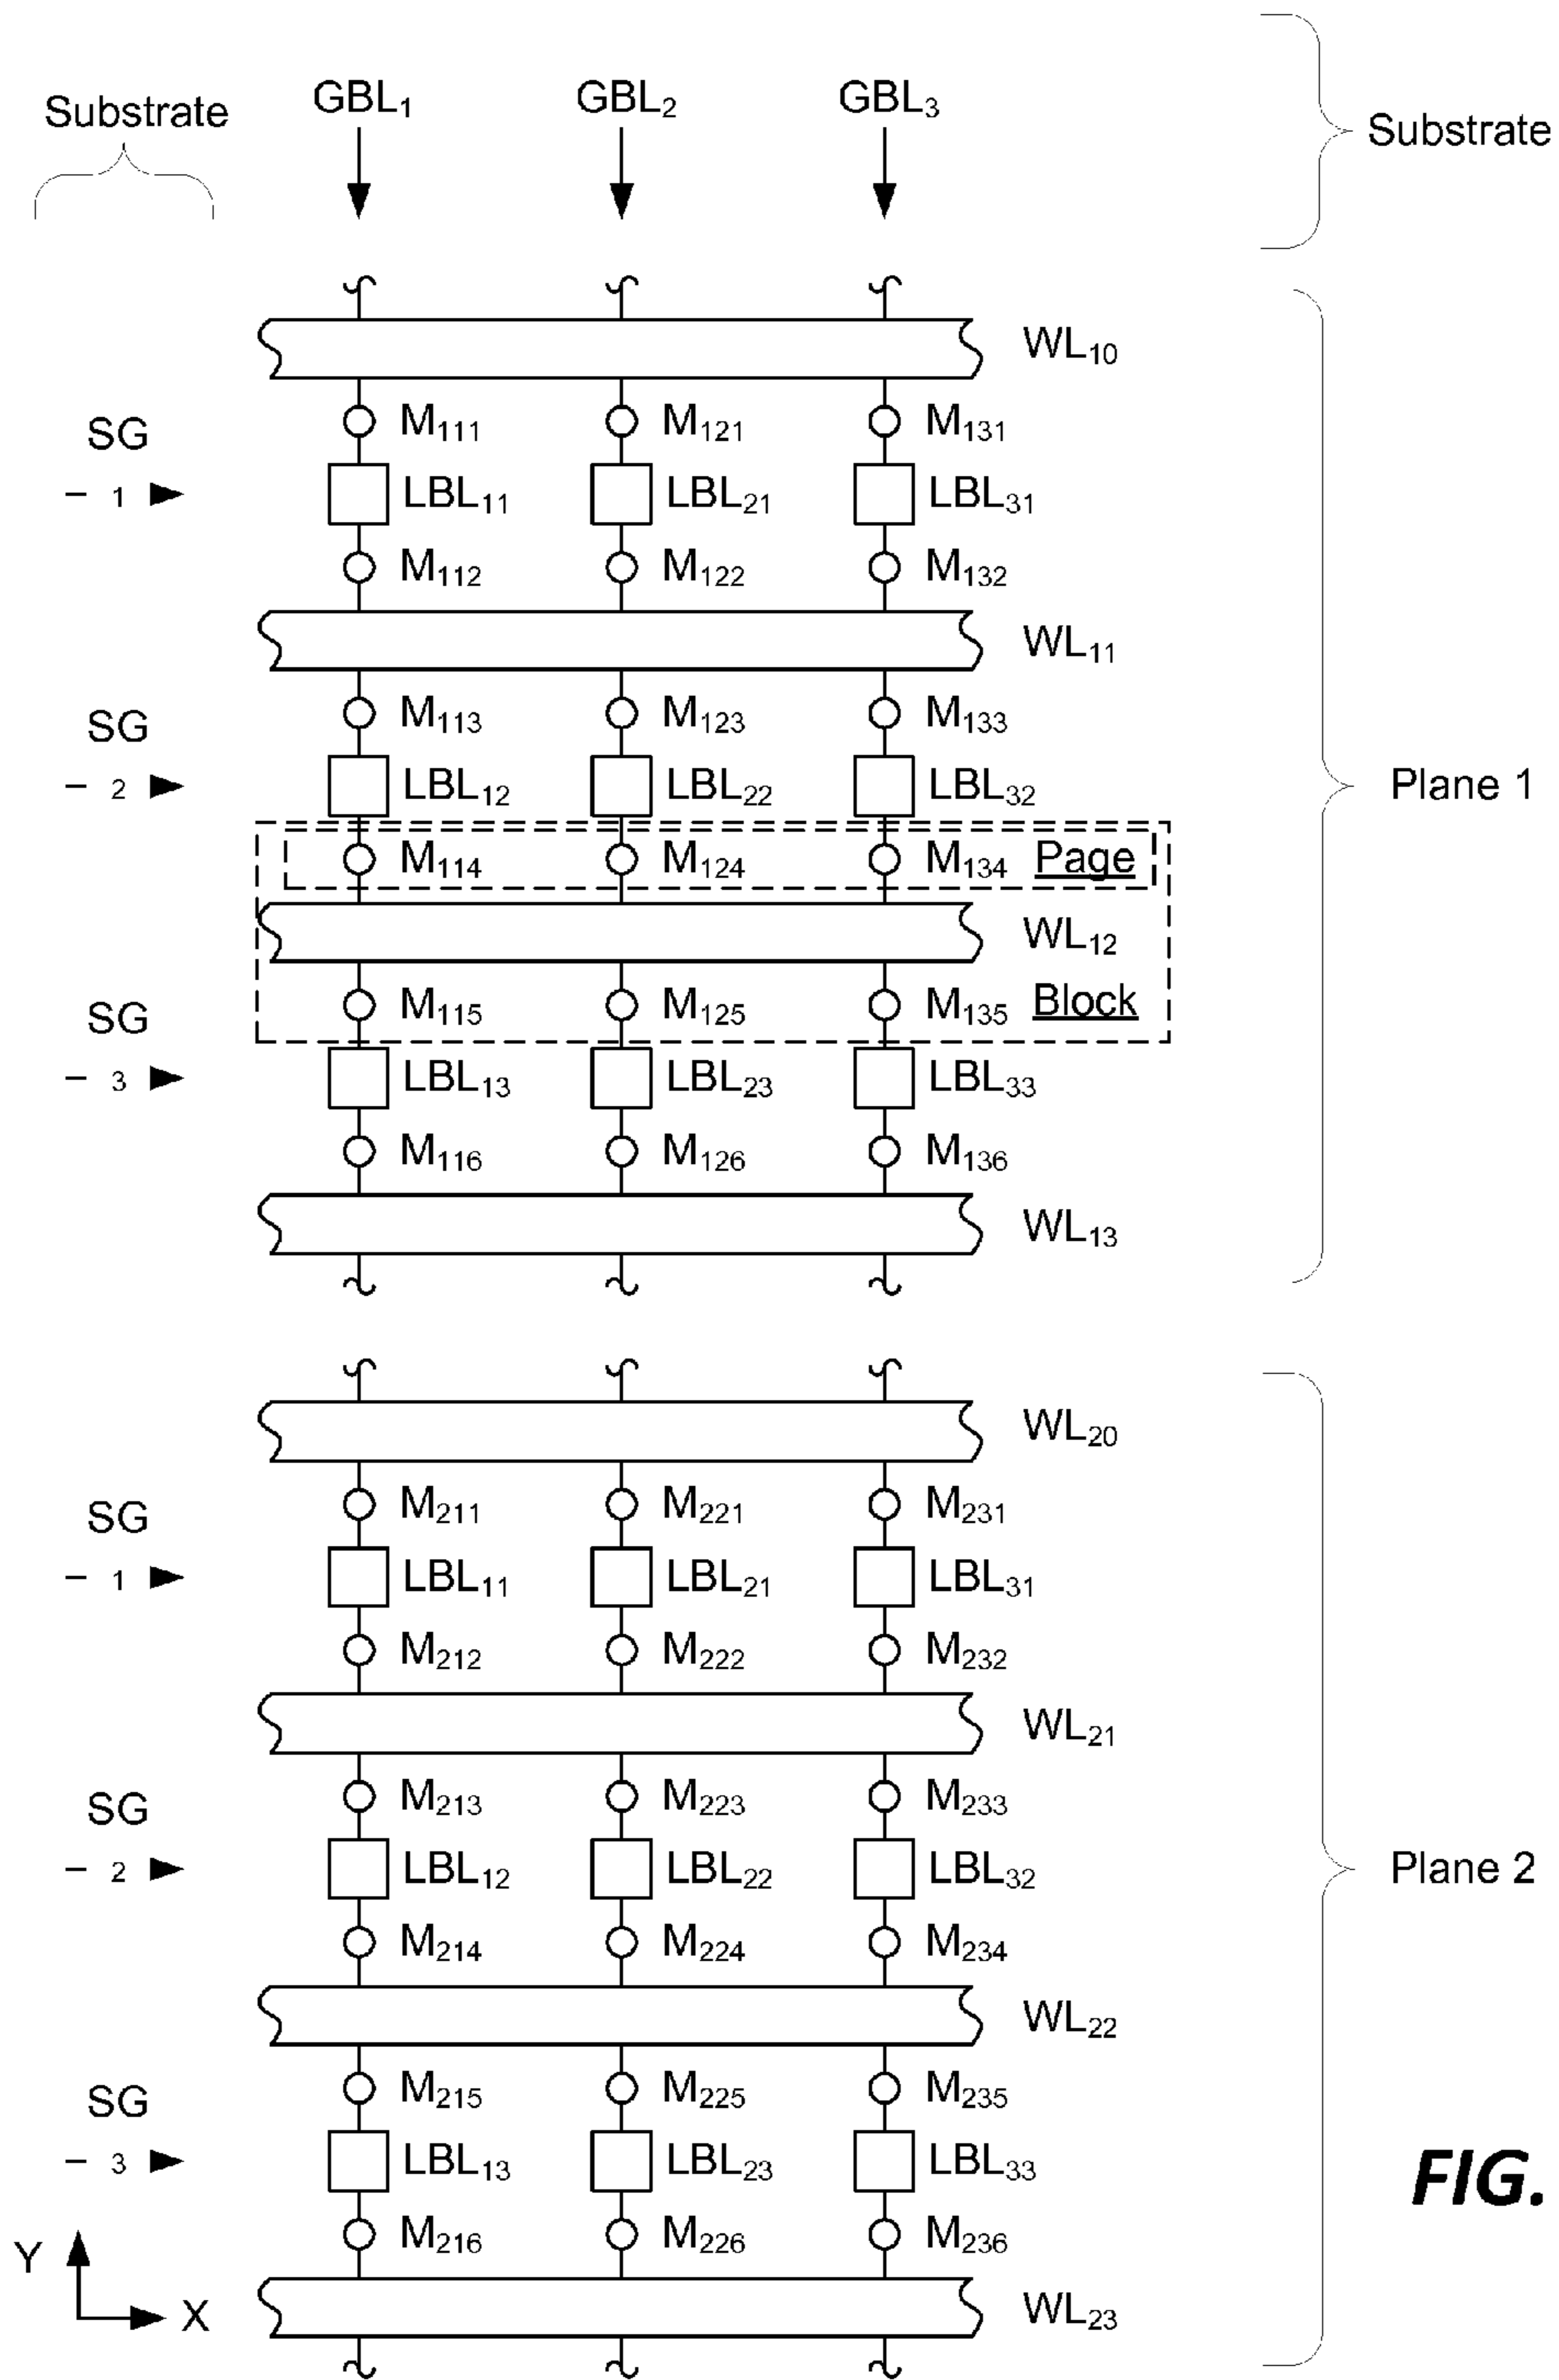 Substrate GBL₁ GBL₂ GBL₃ Substrate
WL₁₀
SG M₁₁₁ M₁₂₁ M₁₃₁
1 LBL₁₁ LBL₂₁ LBL₃₁
M₁₁₂ M₁₂₂ M₁₃₂
WL₁₁
SG M₁₁₃ M₁₂₃ M₁₃₃
2 LBL₁₂ LBL₂₂ LBL₃₂ Plane 1
M₁₁₄ M₁₂₄ M₁₃₄ Page
WL₁₂
SG M₁₁₅ M₁₂₅ M₁₃₅ Block
3 LBL₁₃ LBL₂₃ LBL₃₃
M₁₁₆ M₁₂₆ M₁₃₆
WL₁₃
WL₂₀
SG M₂₁₁ M₂₂₁ M₂₃₁
1 LBL₁₁ LBL₂₁ LBL₃₁
M₂₁₂ M₂₂₂ M₂₃₂
WL₂₁
SG M₂₁₃ M₂₂₃ M₂₃₃
2 LBL₁₂ LBL₂₂ LBL₃₂ Plane 2
M₂₁₄ M₂₂₄ M₂₃₄
WL₂₂
SG M₂₁₅ M₂₂₅ M₂₃₅
3 LBL₁₃ LBL₂₃ LBL₃₃ FIG.
M₂₁₆ M₂₂₆ M₂₃₆
Y
X WL₂₃